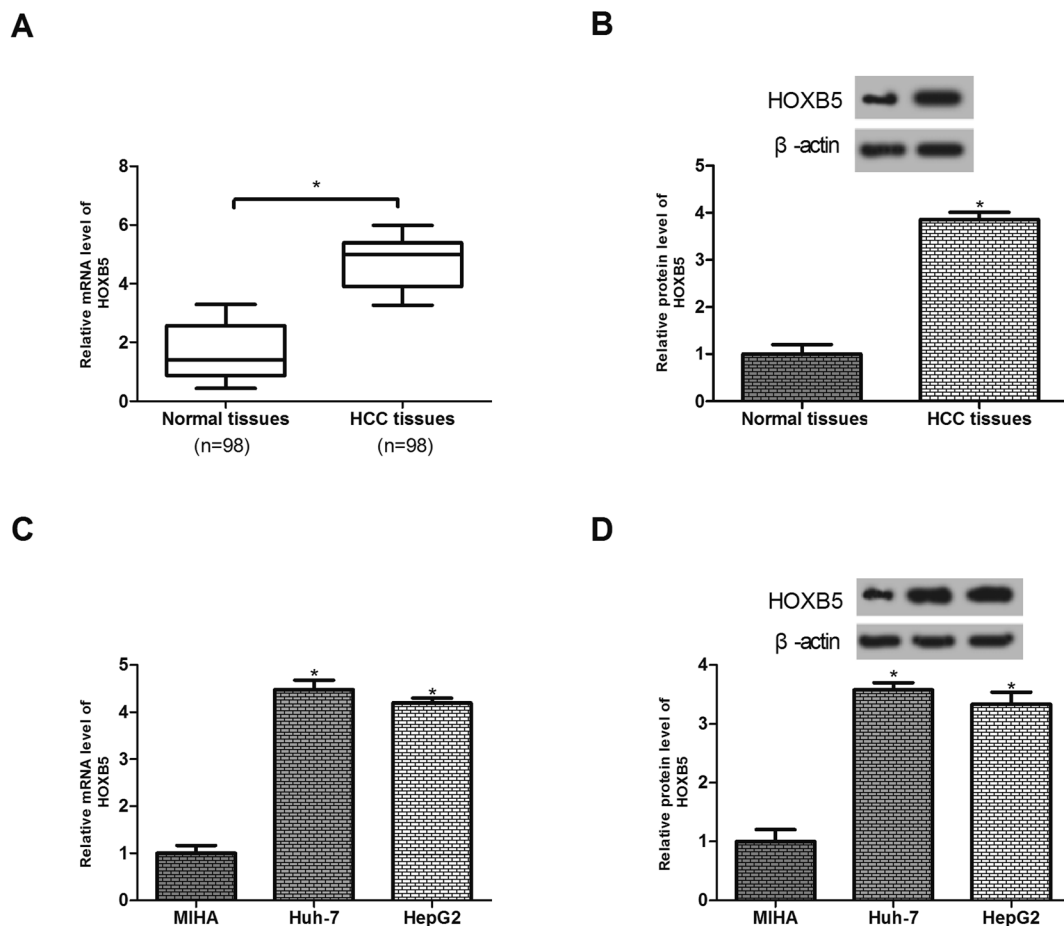 A
Relative mRNA level of
HOXB5
8
6
4
2
0
*
Normal tissues
HCC tissues
(n=98)
(n=98)
B
HOXB5
β -actin
Relative protein level of
HOXB5
5
4
3
2
1
0
*
Normal tissues
HCC tissues
C
Relative mRNA level of
HOXB5
5
4
3
2
1
0
*
*
MIHA
Huh-7
HepG2
D
HOXB5
β -actin
Relative protein level of
HOXB5
4
3
2
1
0
*
*
MIHA
Huh-7
HepG2